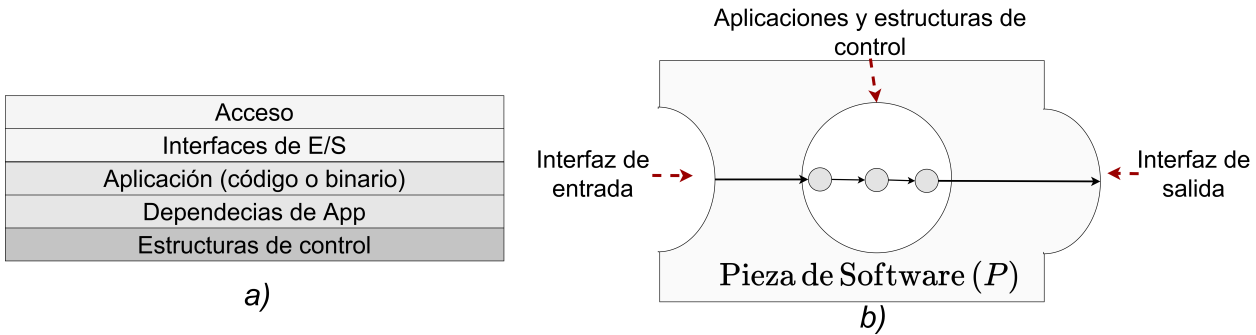 Acceso
Interfaces de E/S
Aplicación (código o binario)
Dependecias de App
Estructuras de control
a)
Aplicaciones y estructuras de
control
Interfaz de
entrada
Interfaz de
salida
Pieza de Software (P)
b)